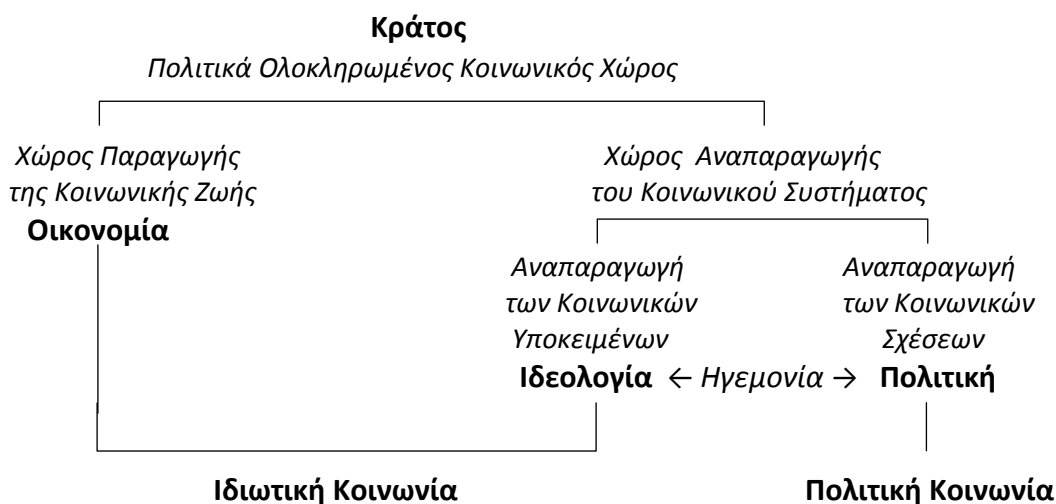 Κράτος
Πολιτικά Ολοκληρωμένος Κοινωνικός Χώρος
Χώρος Παραγωγής
της Κοινωνικής Ζωής
Οικονομία
Χώρος Αναπαραγωγής
του Κοινωνικού Συστήματος
Αναπαραγωγή
των Κοινωνικών
Υποκειμένων
Ιδεολογία ← Ηγεμονία → Πολιτική
Αναπαραγωγή
των Κοινωνικών
Σχέσεων
Ιδιωτική Κοινωνία
Πολιτική Κοινωνία